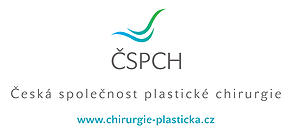 ČSPCH
Česká společnost plastické chirurgie
www.chirurgie-plasticka.cz